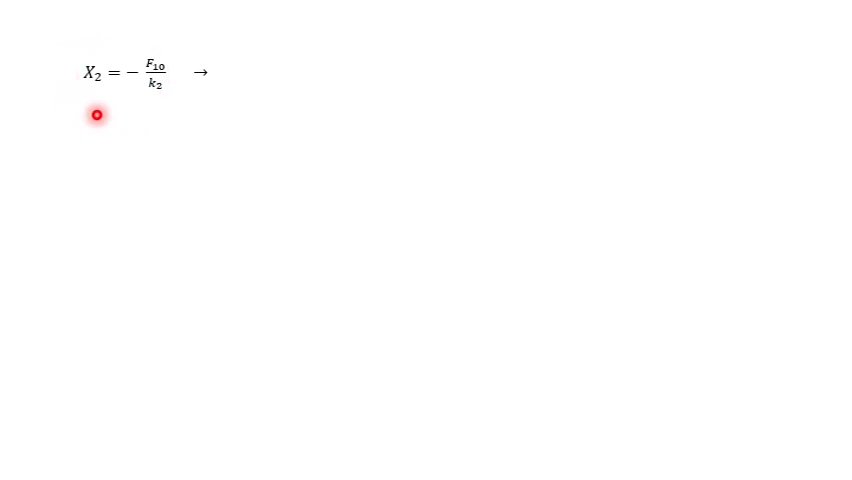 X₂ = − F₁₀/k₂ →